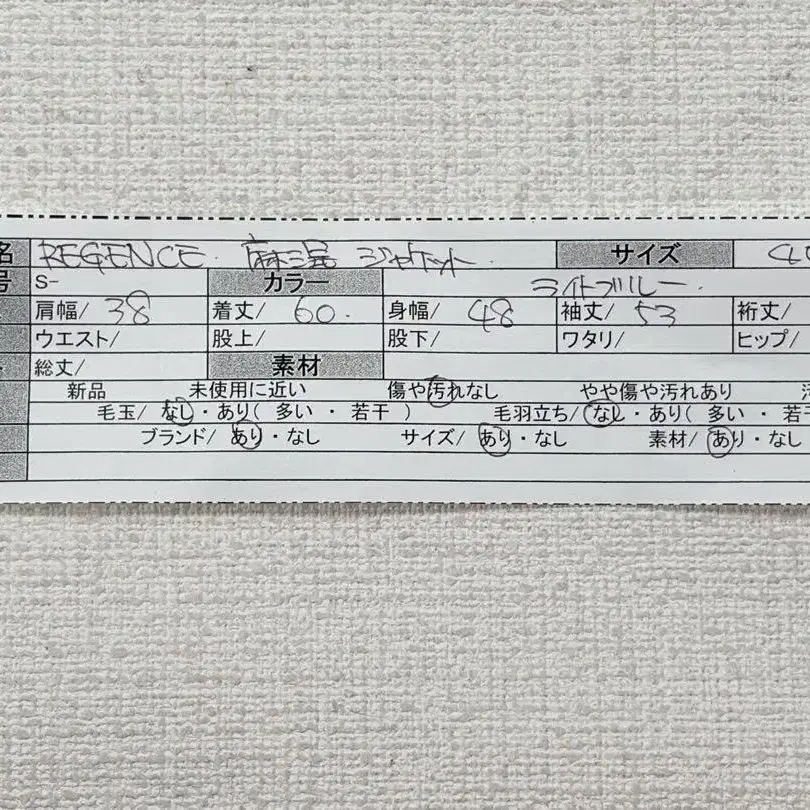 名 REGENCE. 麻混 ジャケット. サイズ
号 S- カラー ライトブルー.
肩幅/ 38 着丈/ 60. 身幅/ 48 袖丈/ 53 裄丈/
ウエスト/ 股上/ 股下/ ワタリ/ ヒップ/
総丈/ 素材
新品 未使用に近い 傷や汚れなし やや傷や汚れあり
毛玉/ なし・あり( 多い ・ 若干 ) 毛羽立ち/ なし・あり( 多い ・ 若
ブランド/ あり・なし サイズ/ あり・なし 素材/ あり・なし